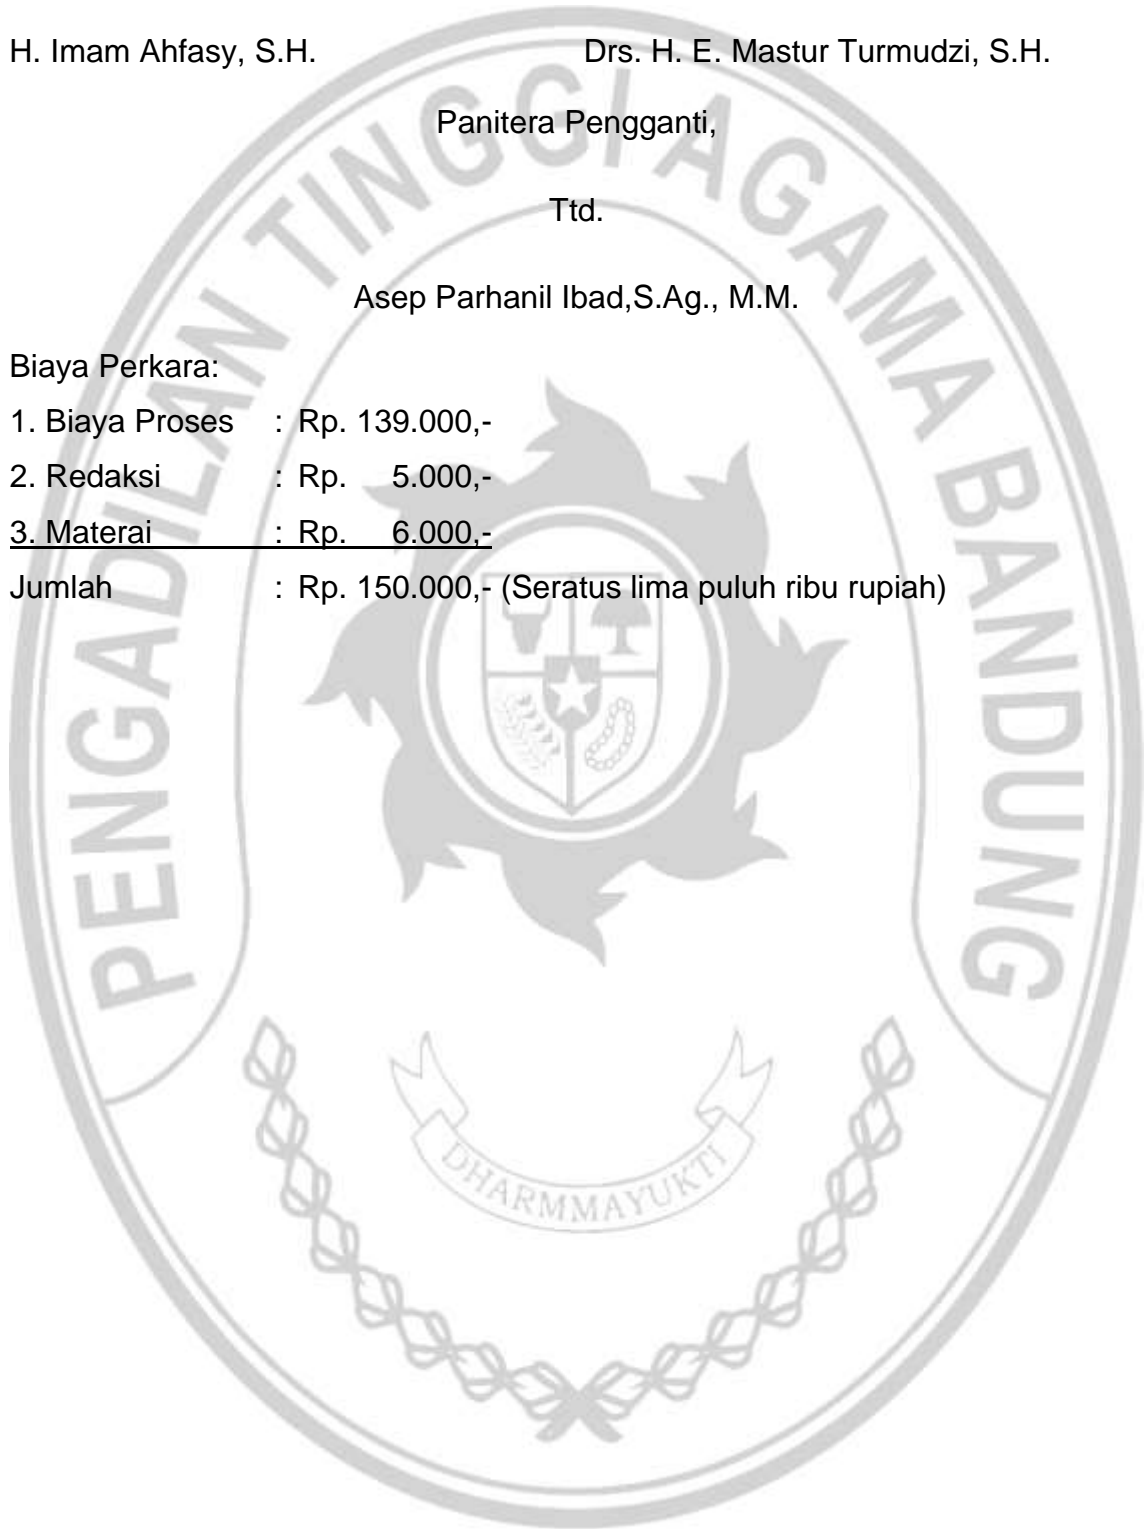 H. Imam Ahfasy, S.H. Drs. H. E. Mastur Turmudzi, S.H.
Panitera Pengganti,
Ttd.
Asep Parhanil Ibad,S.Ag., M.M.
Biaya Perkara:
1. Biaya Proses : Rp. 139.000,-
2. Redaksi : Rp. 5.000,-
3. Materai : Rp. 6.000,-
Jumlah : Rp. 150.000,- (Seratus lima puluh ribu rupiah)
PENGADILAN TINGGI AGAMA BANDUNG
DHARMMAYUKTI